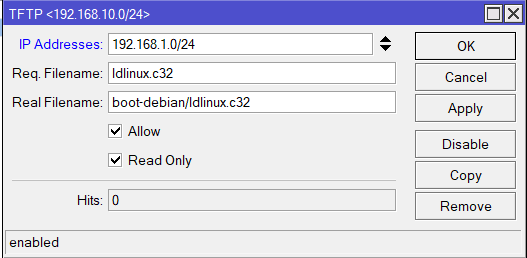 TFTP <192.168.10.0/24>
IP Addresses: 192.168.1.0/24
OK
Req. Filename: ldlinux.c32
Cancel
Real Filename: boot-debian/ldlinux.c32
Apply
Allow
Disable
Read Only
Copy
Hits: 0
Remove
enabled